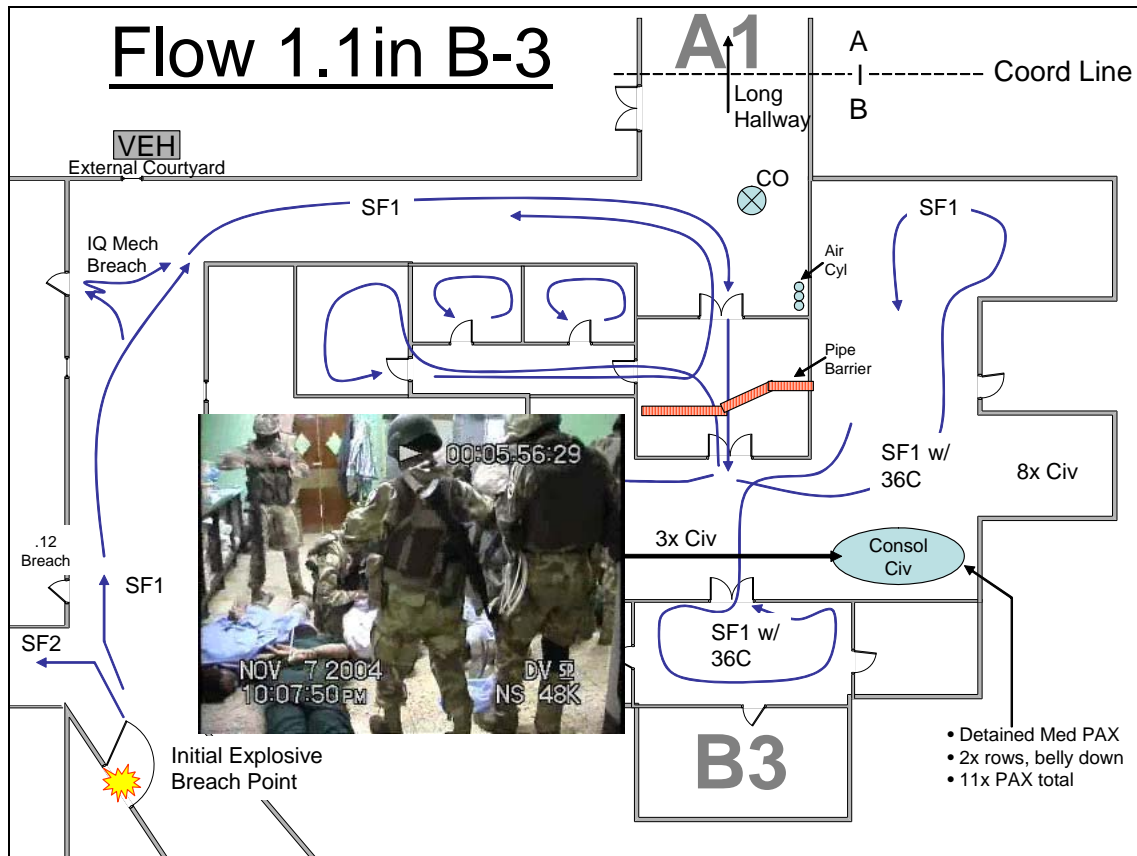 Flow 1.1in B-3
A1
A
B
Coord Line
Long
Hallway
VEH
External Courtyard
CO
SF1
SF1
IQ Mech
Breach
Air
Cyl
Pipe
Barrier
00:05:56:29
SF1 w/
36C
8x Civ
3x Civ
Consol
Civ
.12
Breach
SF1
SF2
SF1 w/
36C
NOV 7 2004
10:07:50 PM
DV SP
NS 48K
Initial Explosive
Breach Point
B3
• Detained Med PAX
• 2x rows, belly down
• 11x PAX total